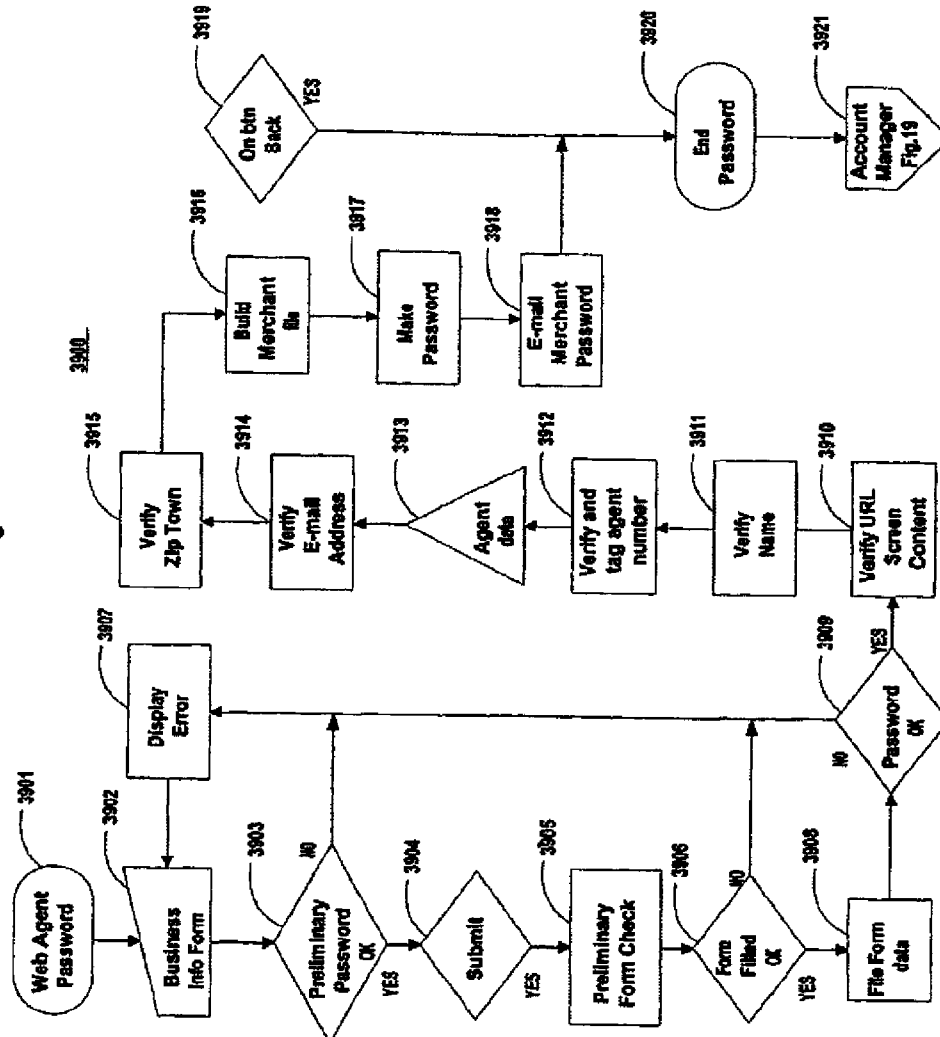 3900
3901
Web Agent
Password
3902
Business
Info Form
3903
Preliminary
Password
OK
NO
YES
3904
Submit
YES
3905
Preliminary
Form Check
3906
Form
Filled
OK
NO
YES
3907
Display
Error
3908
File Form
data
3909
Password
OK
NO
YES
3910
Verify URL
Screen
Content
3911
Verify
Name
3912
Verify and
tag agent
number
3913
Agent
data
3914
Verify
E-mail
Address
3915
Verify
Zip Town
3916
Build
Merchant
file
3917
Make
Password
3918
E-mail
Merchant
Password
3919
On btn
Back
YES
3920
End
Password
3921
Account
Manager
Fig.19